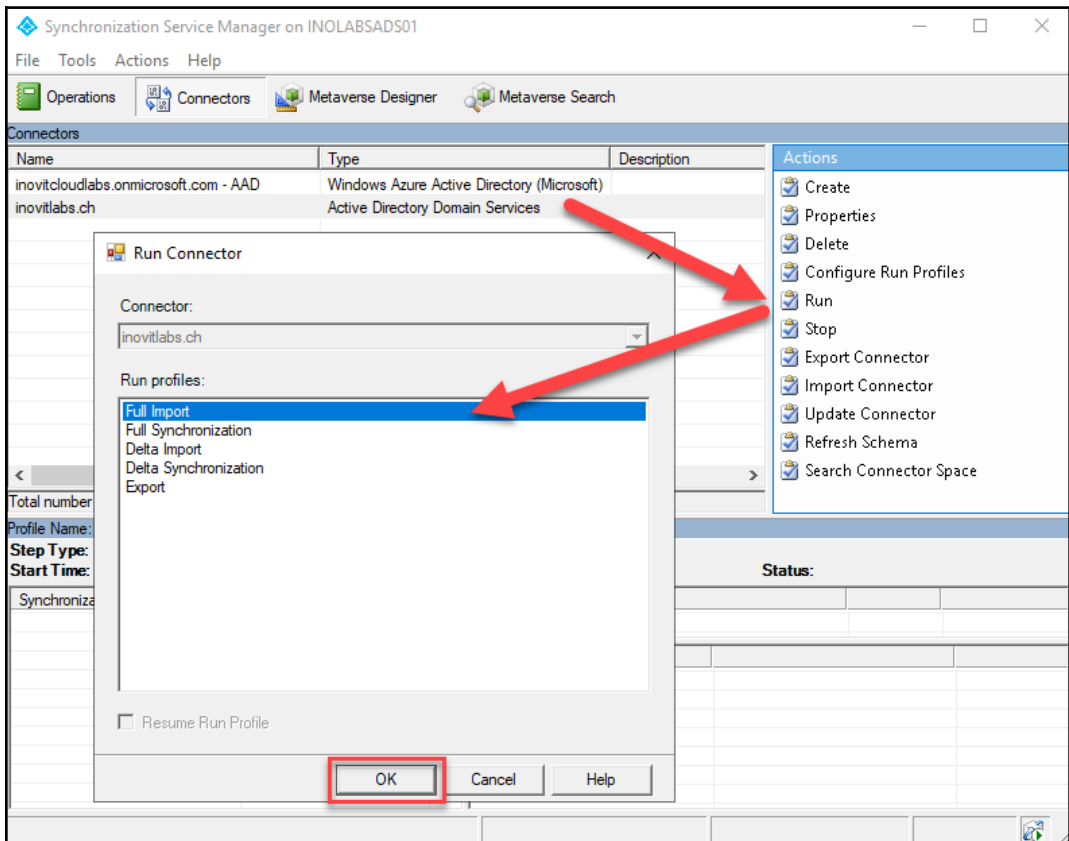 Synchronization Service Manager on INOLABSADS01
File Tools Actions Help
Operations Connectors Metaverse Designer Metaverse Search
Connectors
Name Type Description
inovitcloudlabs.onmicrosoft.com - AAD Windows Azure Active Directory (Microsoft)
inovitlabs.ch Active Directory Domain Services
Actions
Create
Properties
Delete
Configure Run Profiles
Run
Stop
Export Connector
Import Connector
Update Connector
Refresh Schema
Search Connector Space
Run Connector
Connector:
inovitlabs.ch
Run profiles:
Full Import
Full Synchronization
Delta Import
Delta Synchronization
Export
Resume Run Profile
OK Cancel Help
Total number
Profile Name:
Step Type:
Start Time: Status:
Synchroniza